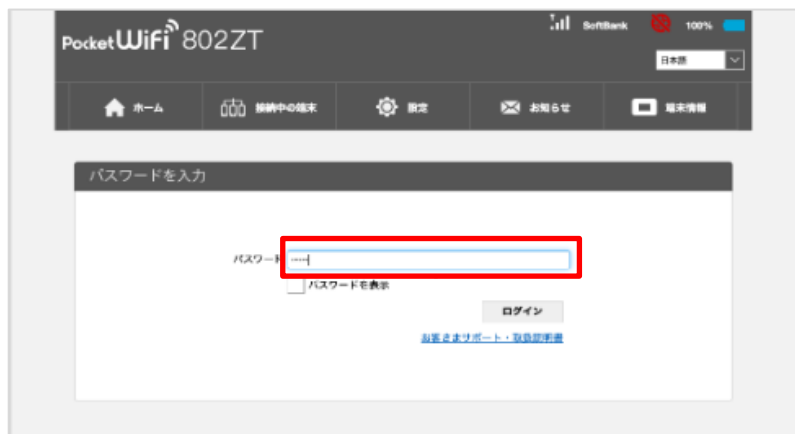 PocketWiFi 802ZT
SoftBank 100%
日本語
ホーム 接続中の端末 設定 お知らせ 端末情報
パスワードを入力
パスワード -----
パスワードを表示
ログイン
お客さまサポート・取扱説明書